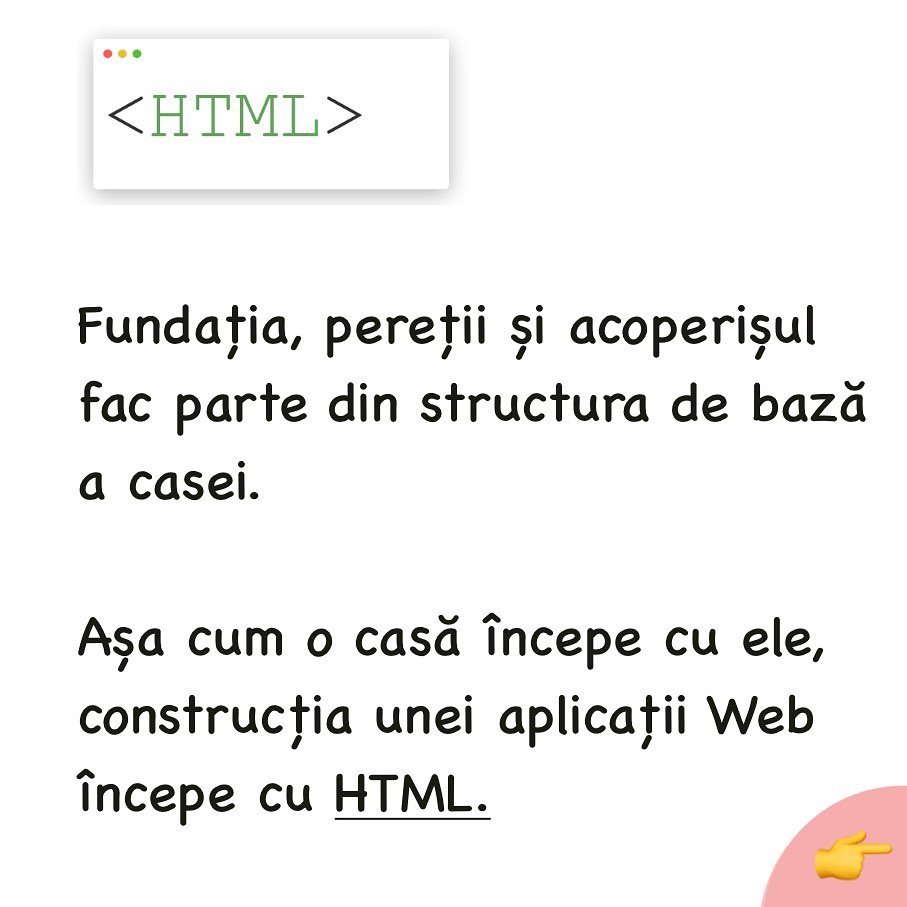 <HTML>
Fundația, pereții și acoperișul
fac parte din structura de bază
a casei.
Așa cum o casă începe cu ele,
construcția unei aplicații Web
începe cu HTML.